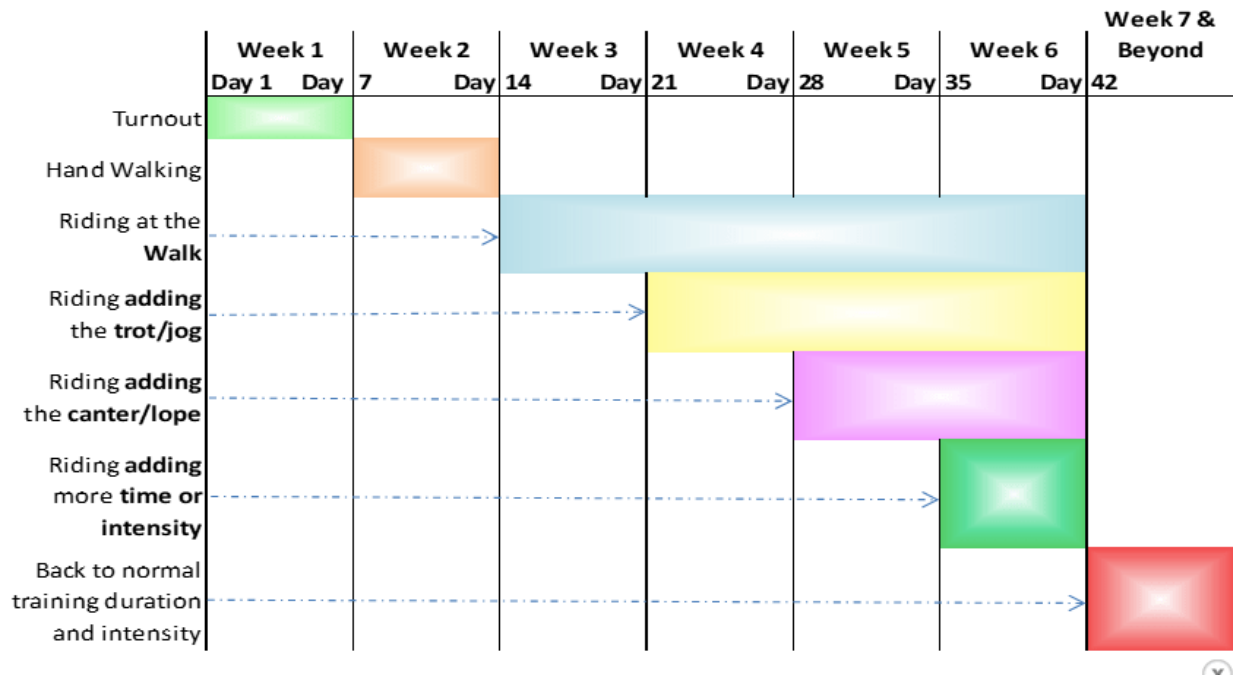 Week 7 &
Week 1 Week 2 Week 3 Week 4 Week 5 Week 6 Beyond
Day 1 Day 7 Day 14 Day 21 Day 28 Day 35 Day 42
Turnout
Hand Walking
Riding at the
Walk
Riding adding
the trot/jog
Riding adding
the canter/lope
Riding adding
more time or
intensity
Back to normal
training duration
and intensity